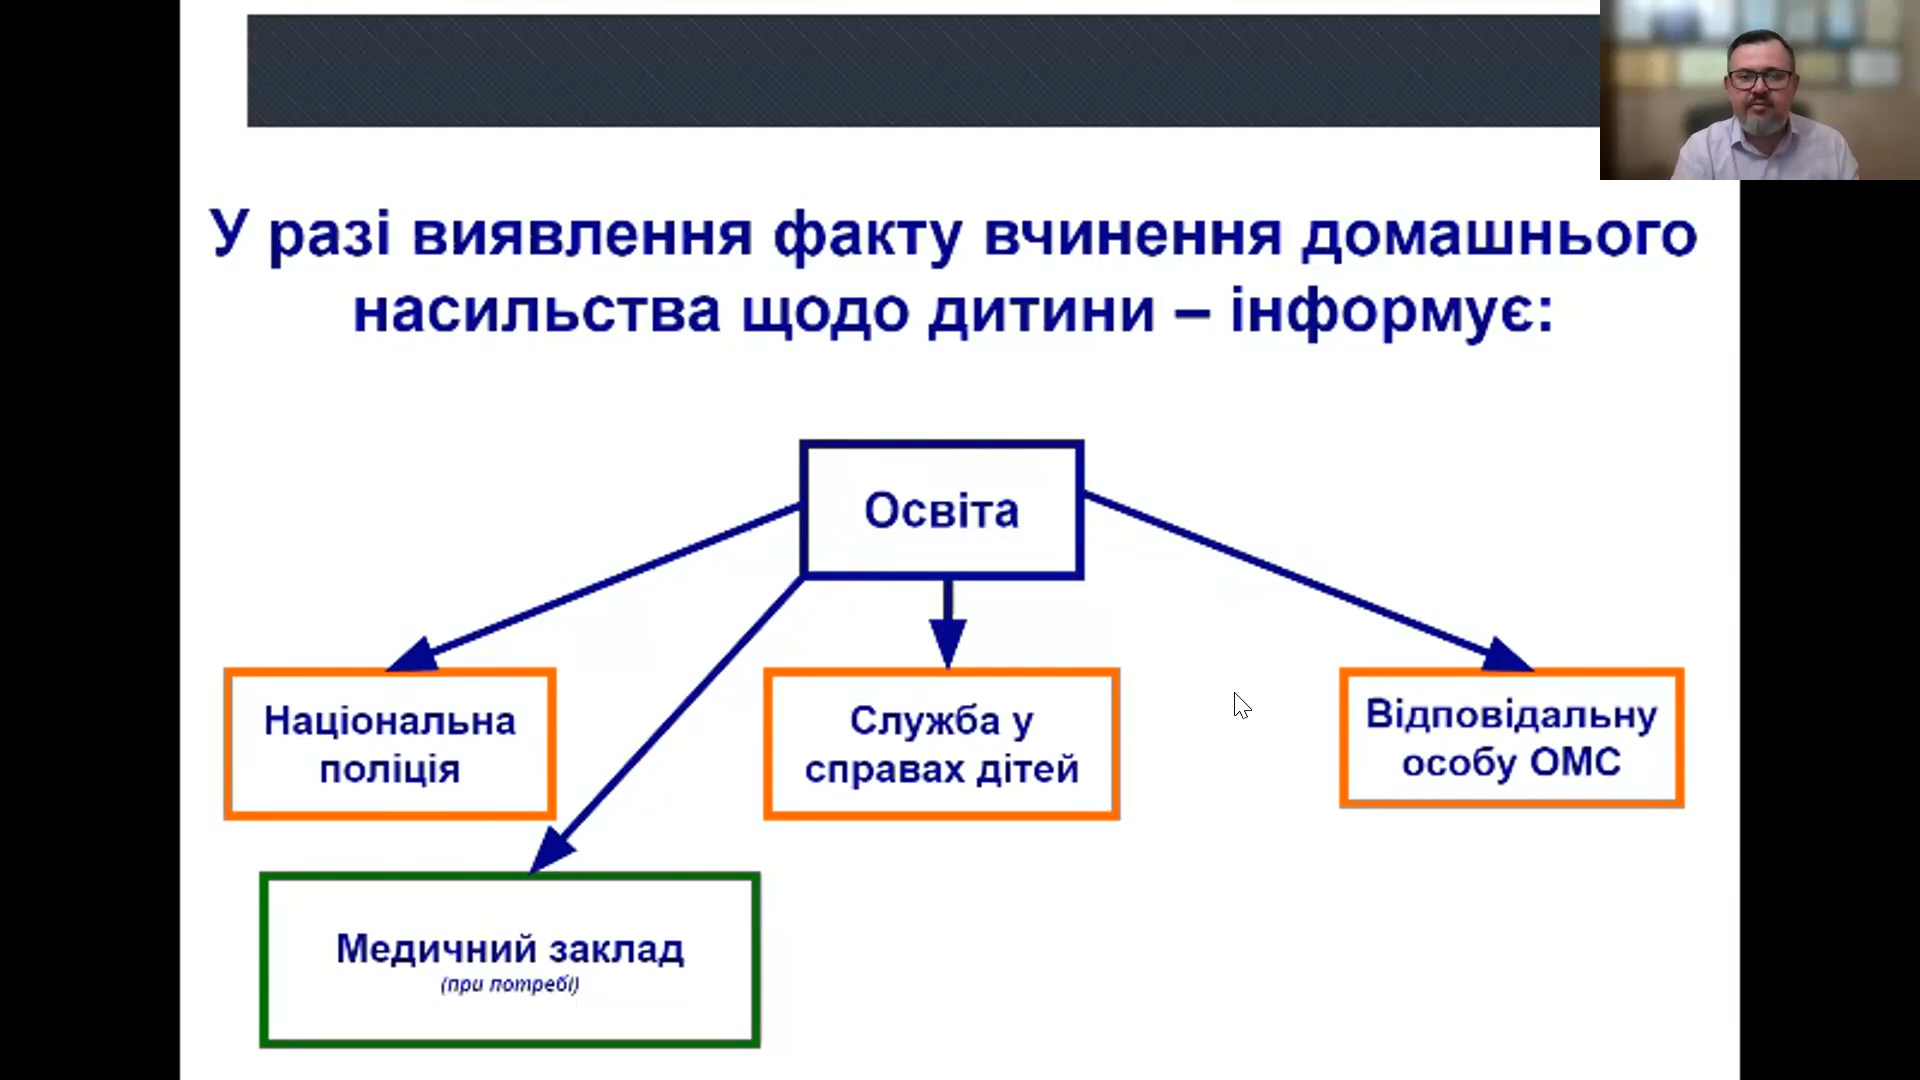 У разі виявлення факту вчинення домашнього
насильства щодо дитини – інформує:
Освіта
Національна
поліція
Служба у
справах дітей
Відповідальну
особу ОМС
Медичний заклад
(при потребі)